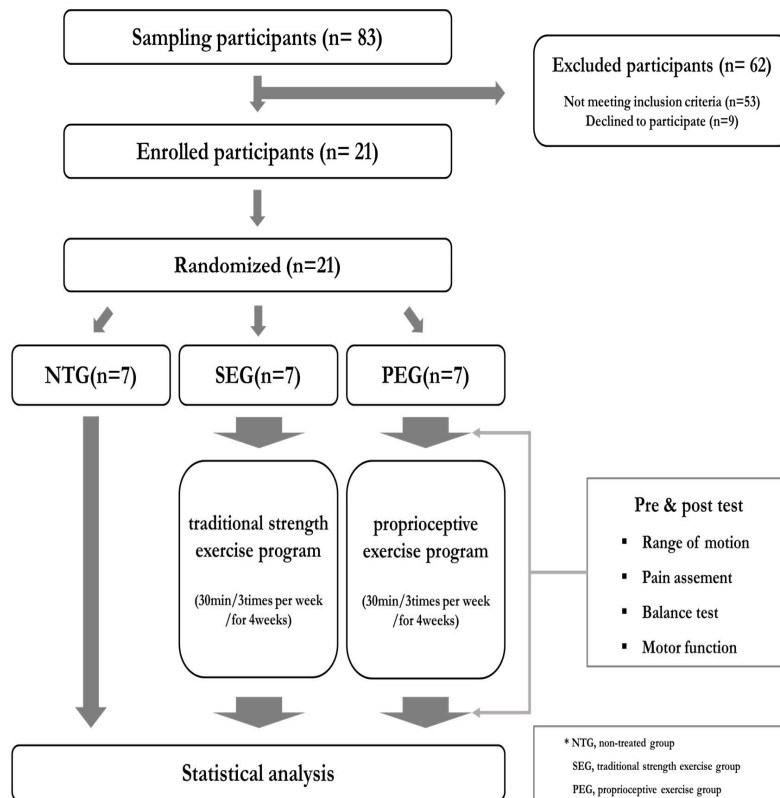 Sampling participants (n= 83)
Excluded participants (n= 62)
Not meeting inclusion criteria (n=53)
Declined to participate (n=9)
Enrolled participants (n= 21)
Randomized (n=21)
NTG(n=7)
SEG(n=7)
PEG(n=7)
traditional strength
exercise program
(30min/3times per week
/for 4weeks)
proprioceptive
exercise program
(30min/3times per week
/for 4weeks)
Pre & post test
▪ Range of motion
▪ Pain assement
▪ Balance test
▪ Motor function
Statistical analysis
* NTG, non-treated group
SEG, traditional strength exercise group
PEG, proprioceptive exercise group